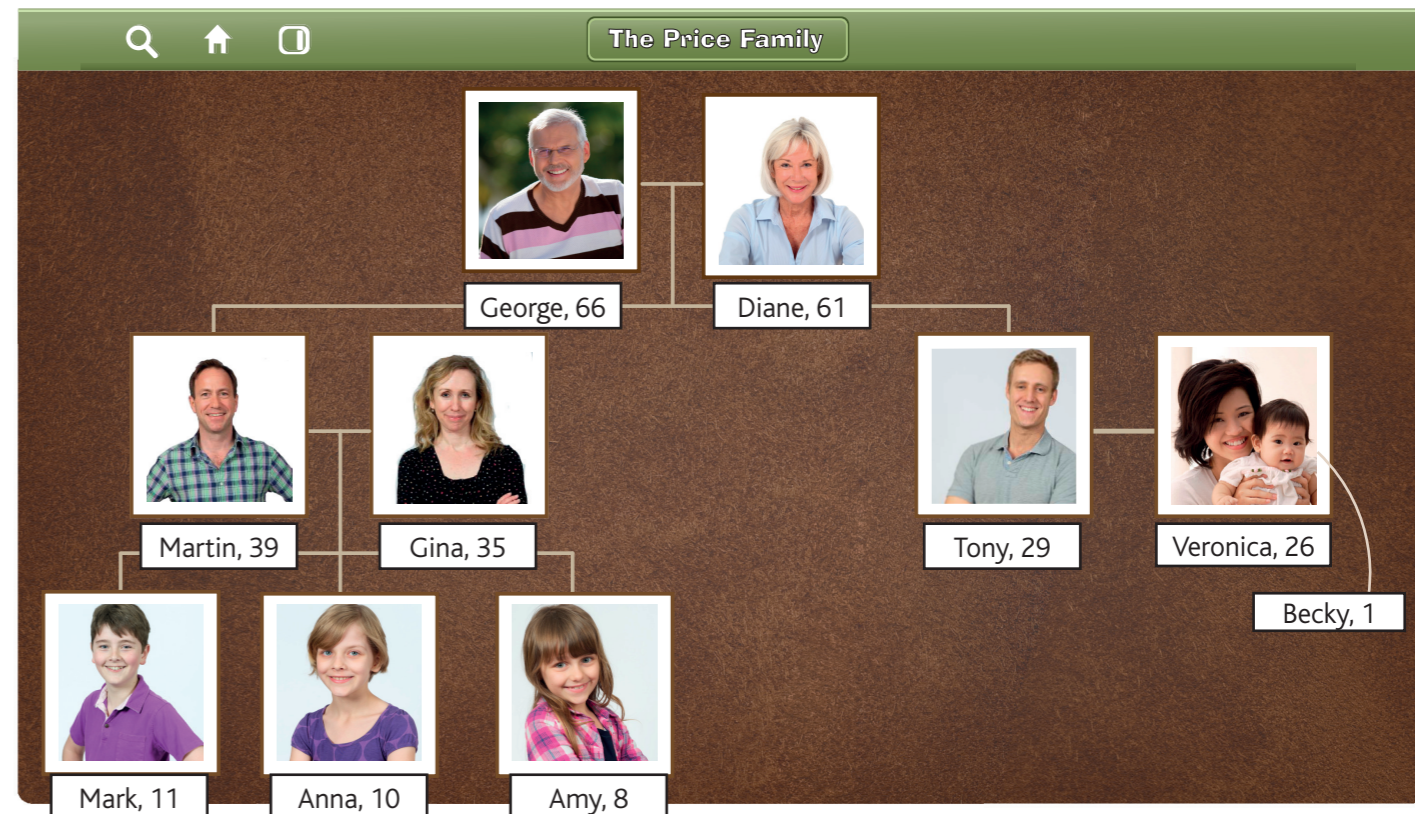 The Price Family
George, 66
Diane, 61
Martin, 39
Gina, 35
Tony, 29
Veronica, 26
Becky, 1
Mark, 11
Anna, 10
Amy, 8